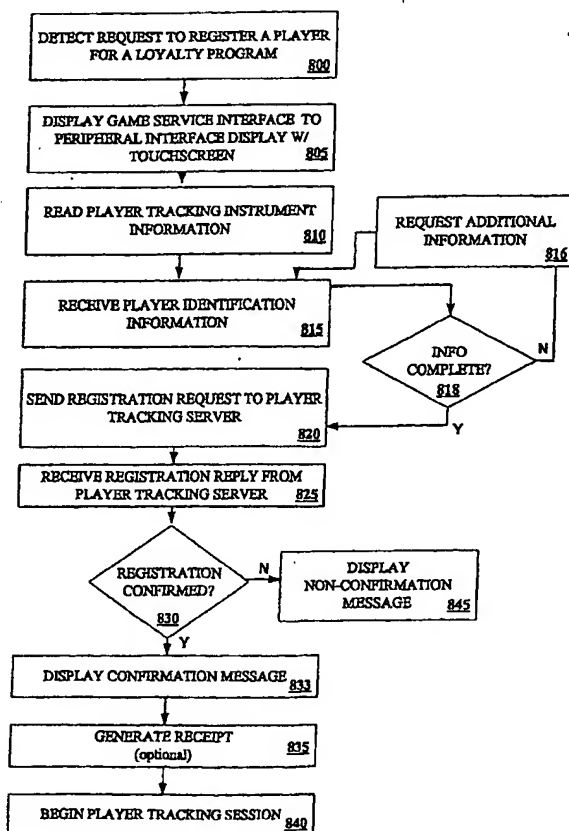 DETECT REQUEST TO REGISTER A PLAYER
FOR A LOYALTY PROGRAM
800
DISPLAY GAME SERVICE INTERFACE TO
PERIPHERAL INTERFACE DISPLAY W/
TOUCHSCREEN
805
READ PLAYER TRACKING INSTRUMENT
INFORMATION
810
REQUEST ADDITIONAL
INFORMATION
816
RECEIVE PLAYER IDENTIFICATION
INFORMATION
815
INFO
COMPLETE?
818
N
Y
SEND REGISTRATION REQUEST TO PLAYER
TRACKING SERVER
820
RECEIVE REGISTRATION REPLY FROM
PLAYER TRACKING SERVER
825
REGISTRATION
CONFIRMED?
830
N
Y
DISPLAY
NON-CONFIRMATION
MESSAGE
845
DISPLAY CONFIRMATION MESSAGE
833
GENERATE RECEIPT
(optional)
835
BEGIN PLAYER TRACKING SESSION
840